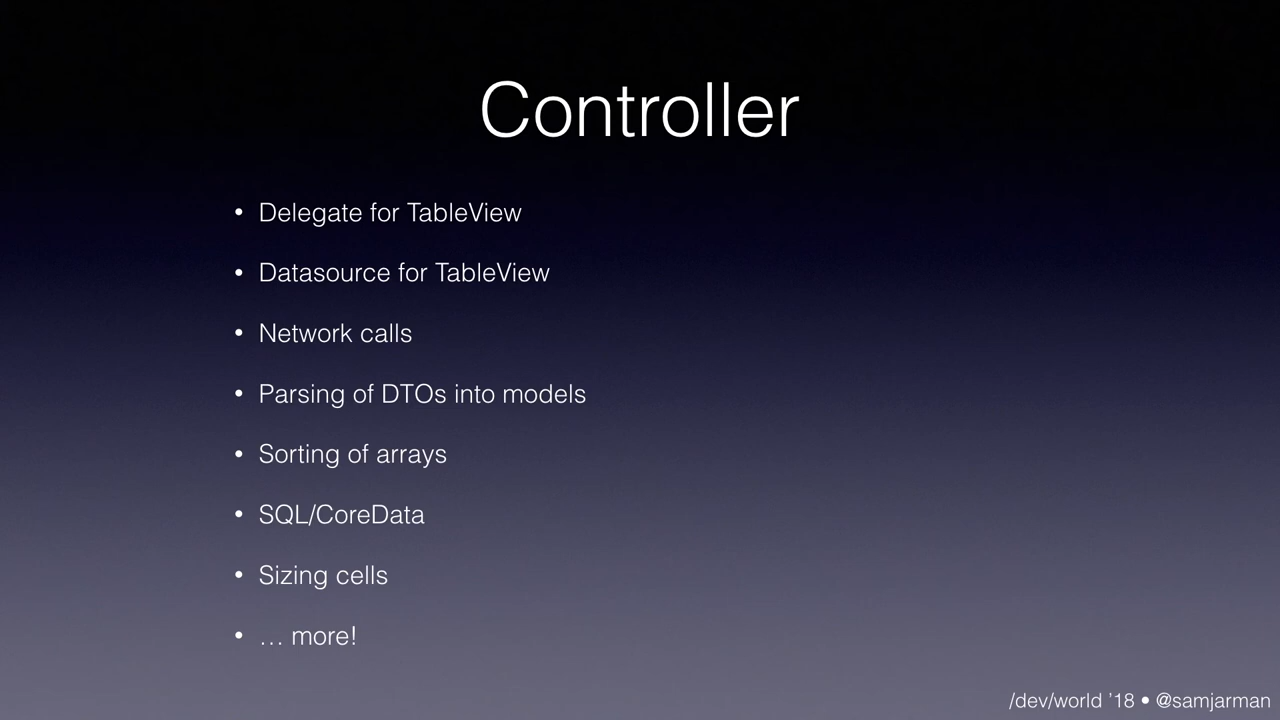 Controller
• Delegate for TableView
• Datasource for TableView
• Network calls
• Parsing of DTOs into models
• Sorting of arrays
• SQL/CoreData
• Sizing cells
• … more!
/dev/world ’18 • @samjarman